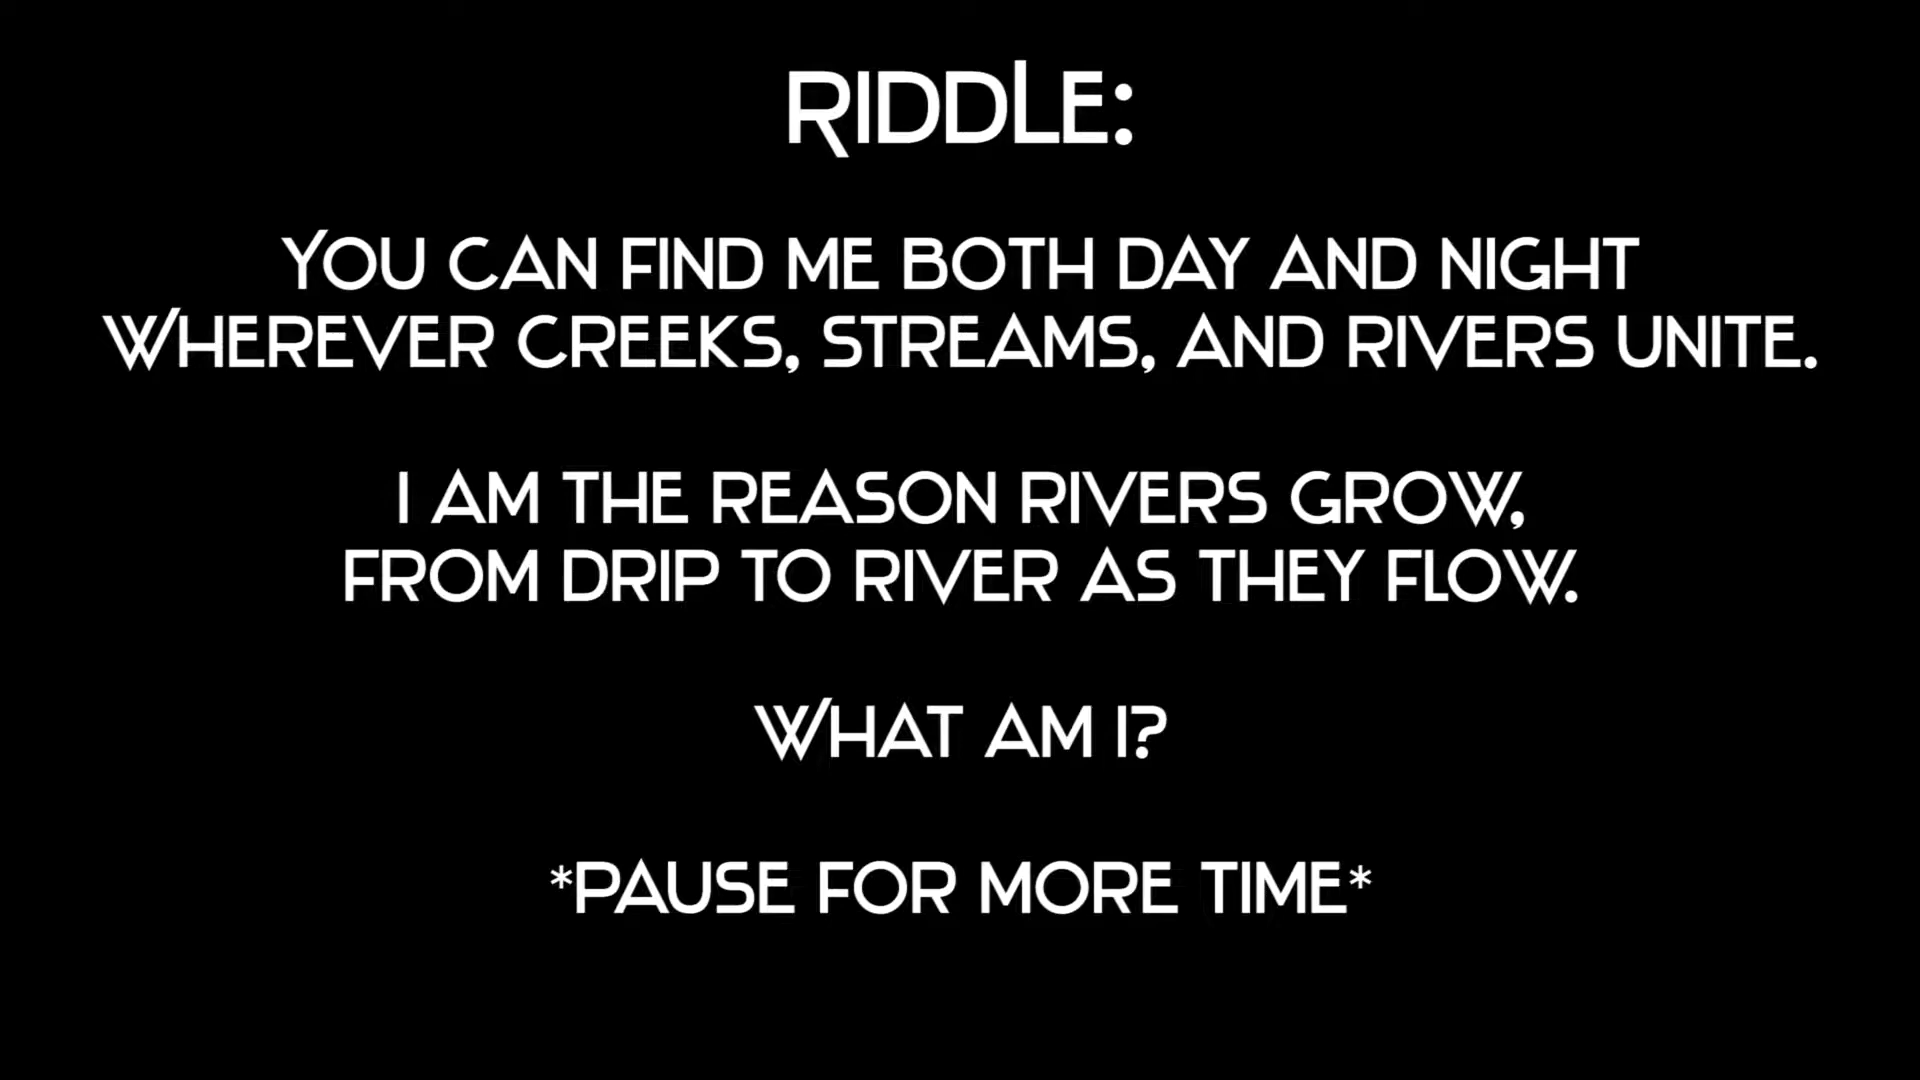 RIDDLE:
YOU CAN FIND ME BOTH DAY AND NIGHT
WHEREVER CREEKS, STREAMS, AND RIVERS UNITE.
I AM THE REASON RIVERS GROW,
FROM DRIP TO RIVER AS THEY FLOW.
WHAT AM I?
*PAUSE FOR MORE TIME*